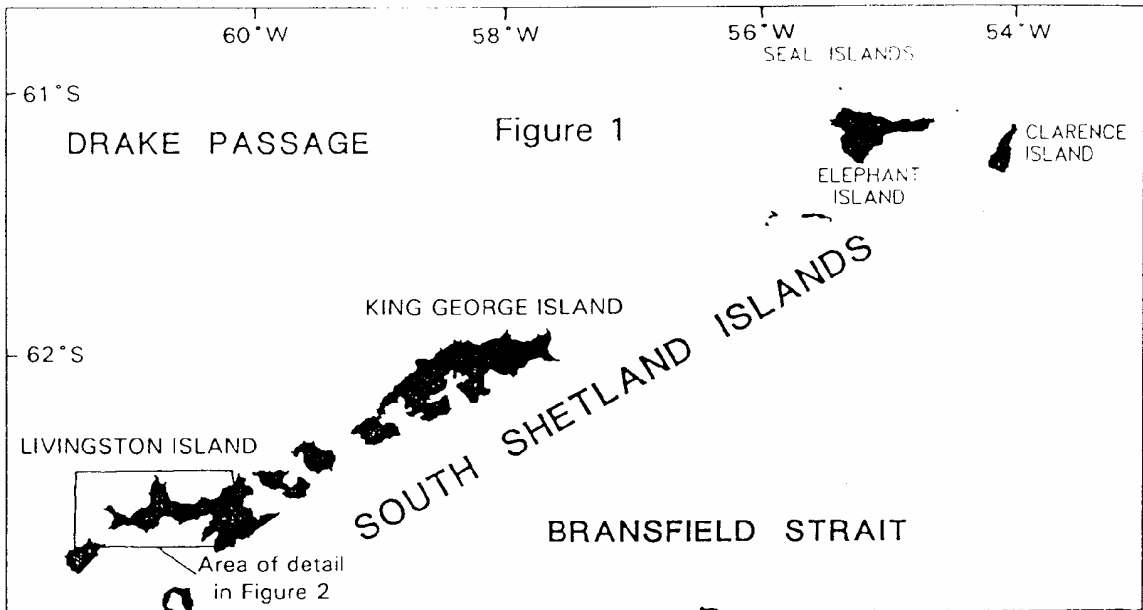 60°W
58°W
56°W
54°W
SEAL ISLANDS
61°S
DRAKE PASSAGE
Figure 1
CLARENCE
ISLAND
ELEPHANT
ISLAND
KING GEORGE ISLAND
62°S
SOUTH SHETLAND ISLANDS
LIVINGSTON ISLAND
BRANSFIELD STRAIT
Area of detail
in Figure 2